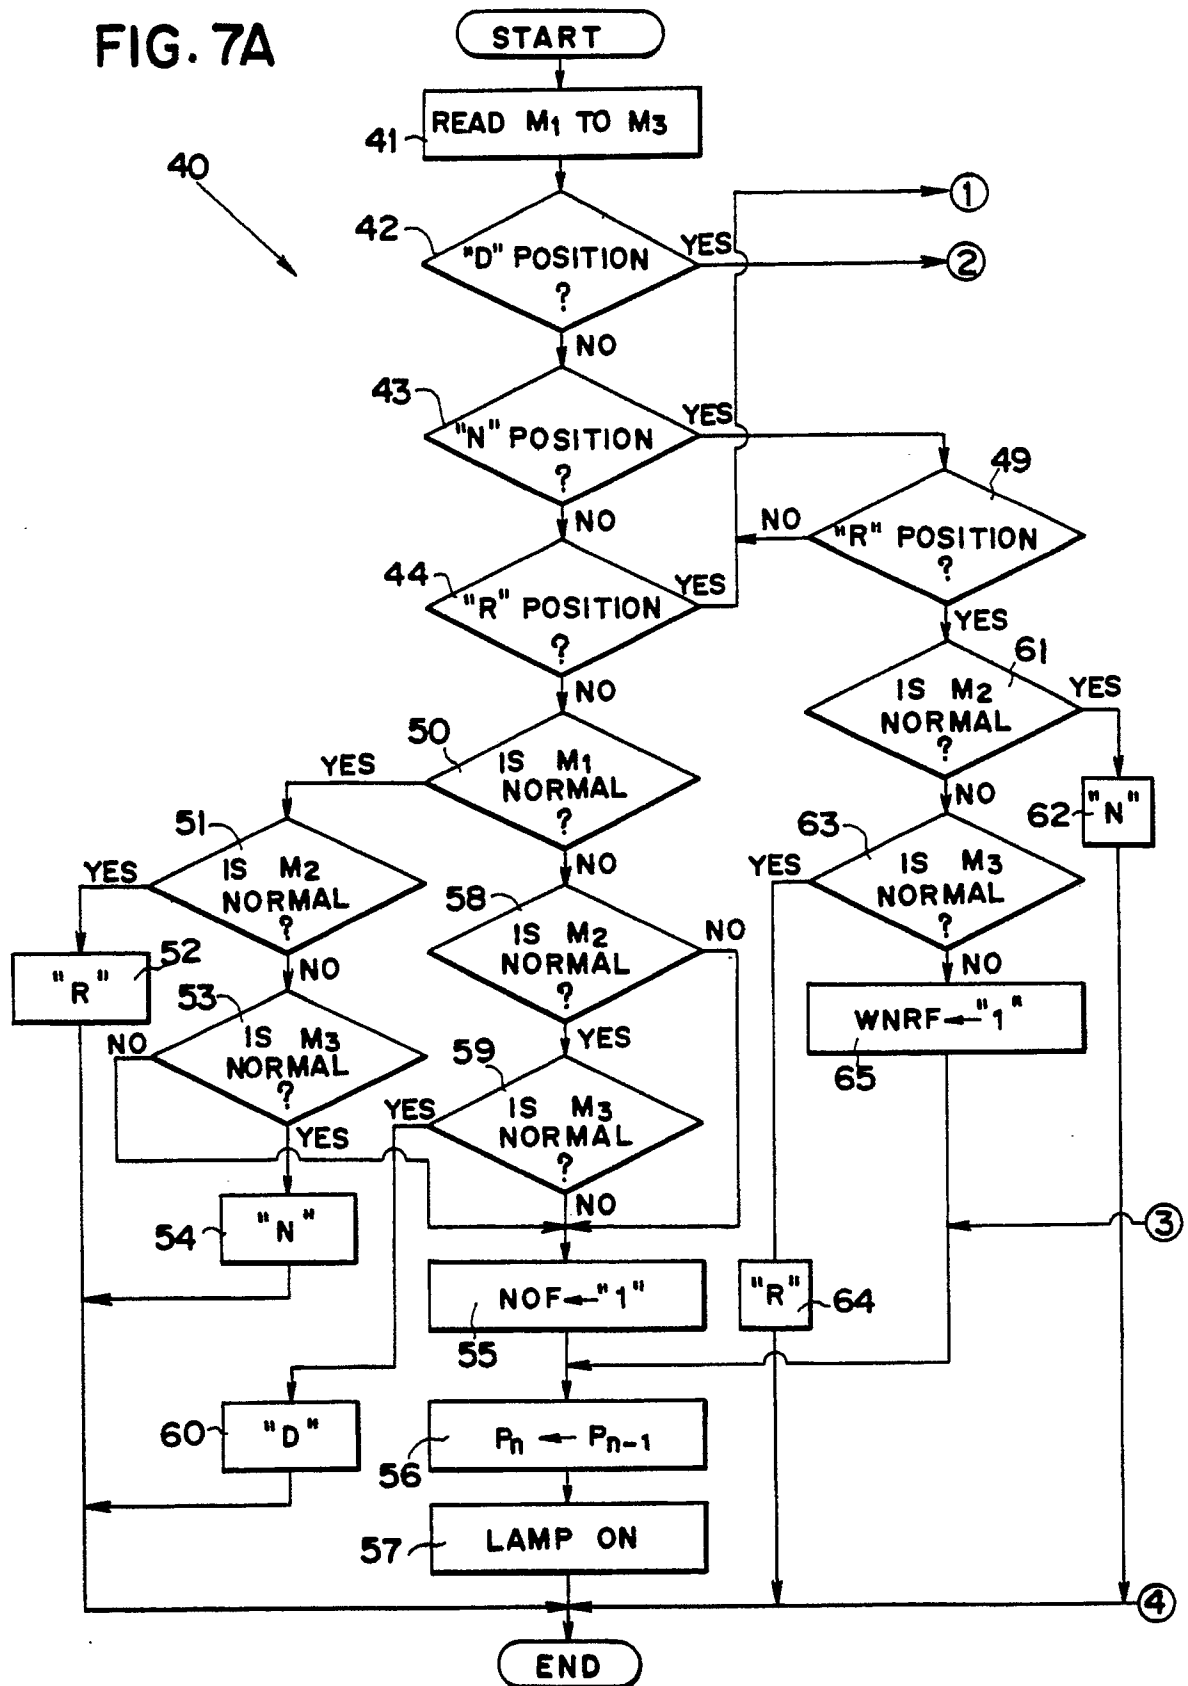 FIG. 7A
START
READ M1 TO M3
41
40
1
42
"D" POSITION
?
YES
2
NO
43
"N" POSITION
?
YES
49
NO
NO
"R" POSITION
?
44
"R" POSITION
?
YES
YES
NO
61
IS M2
NORMAL
?
YES
50
IS M1
NORMAL
?
YES
NO
62
"N"
51
IS M2
NORMAL
?
YES
NO
63
IS M3
NORMAL
?
YES
58
IS M2
NORMAL
?
NO
52
"R"
NO
NO
53
IS M3
NORMAL
?
NO
WNRF←"1"
65
YES
59
IS M3
NORMAL
?
YES
YES
NO
54
"N"
3
NOF←"1"
55
"R"
64
60
"D"
Pn ← Pn-1
56
57
LAMP ON
4
END